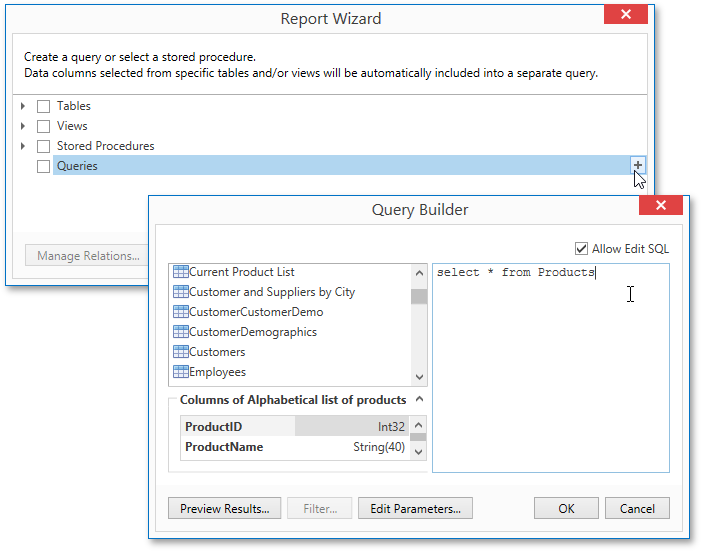 Report Wizard
Create a query or select a stored procedure.
Data columns selected from specific tables and/or views will be automatically included into a separate query.
Tables
Views
Stored Procedures
Queries
Manage Relations...
Query Builder
Allow Edit SQL
Current Product List
Customer and Suppliers by City
CustomerCustomerDemo
CustomerDemographics
Customers
Employees
select * from Products
Columns of Alphabetical list of products
ProductID Int32
ProductName String(40)
Preview Results... Filter... Edit Parameters... OK Cancel